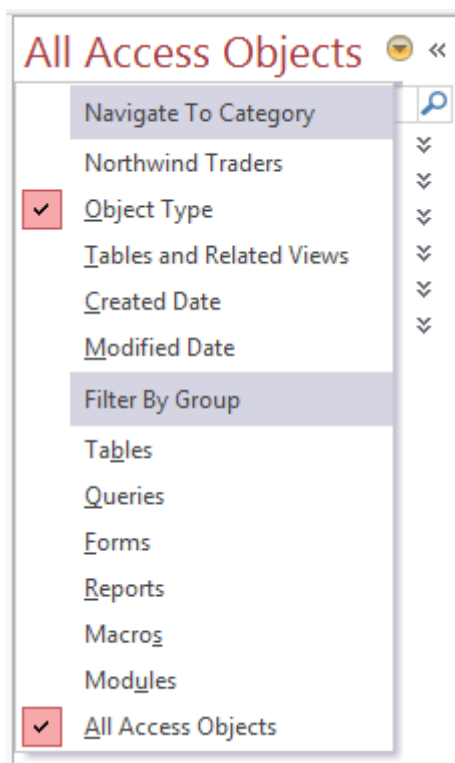 All Access Objects
Navigate To Category
Northwind Traders
Object Type
Tables and Related Views
Created Date
Modified Date
Filter By Group
Tables
Queries
Forms
Reports
Macros
Modules
All Access Objects